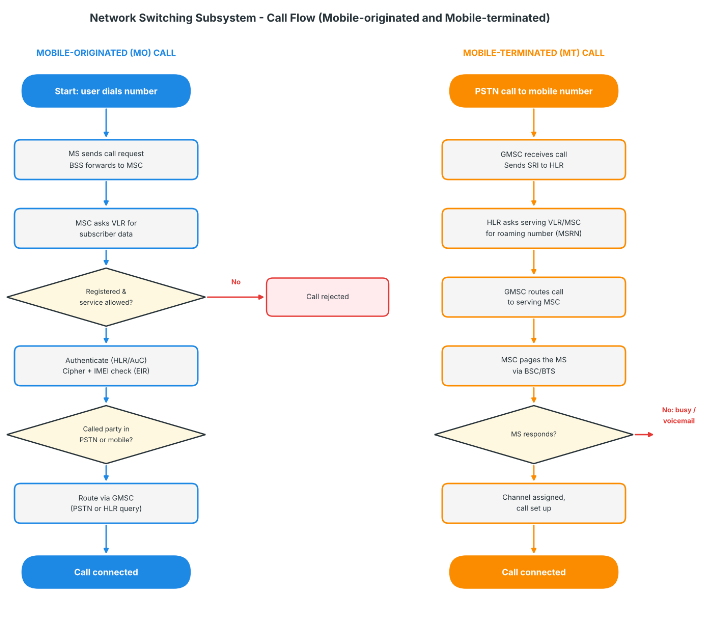 Network Switching Subsystem - Call Flow (Mobile-originated and Mobile-terminated)
MOBILE-ORIGINATED (MO) CALL
Start: user dials number
MS sends call request
BSS forwards to MSC
MSC asks VLR for
subscriber data
Registered &
service allowed?
No
Call rejected
Authenticate (HLR/AuC)
Cipher + IMEI check (EIR)
Called party in
PSTN or mobile?
Route via GMSC
(PSTN or HLR query)
Call connected
MOBILE-TERMINATED (MT) CALL
PSTN call to mobile number
GMSC receives call
Sends SRI to HLR
HLR asks serving VLR/MSC
for roaming number (MSRN)
GMSC routes call
to serving MSC
MSC pages the MS
via BSC/BTS
MS responds?
No: busy /
voicemail
Channel assigned,
call set up
Call connected